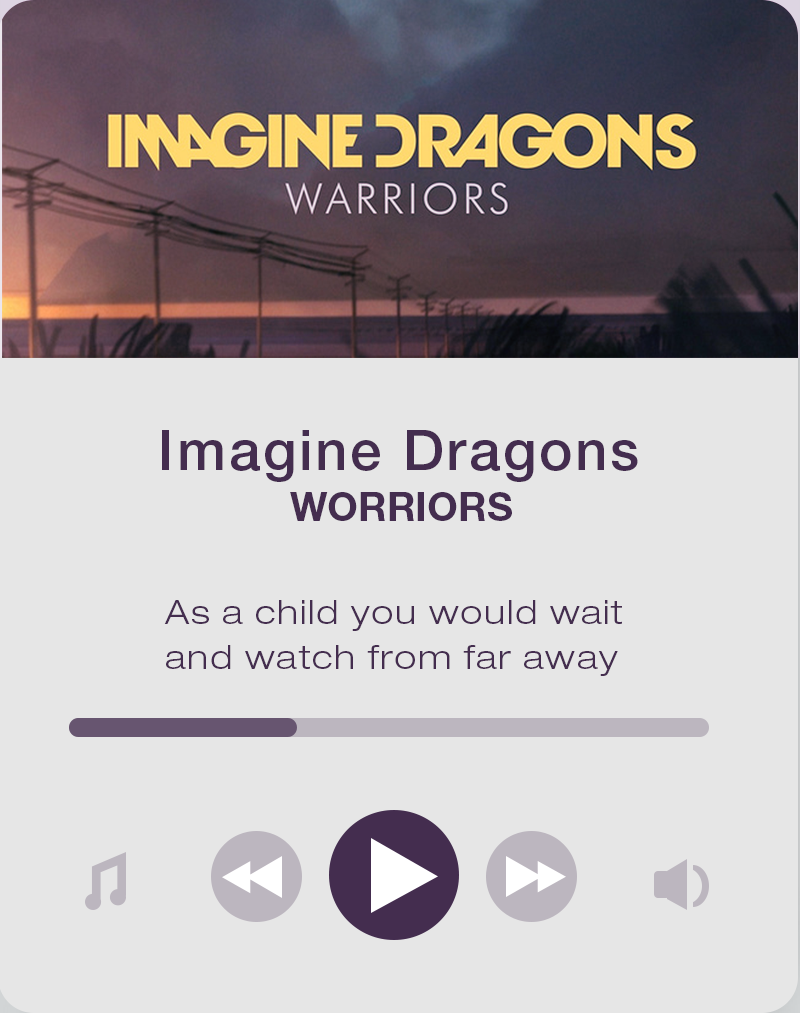 IMAGINE DRAGONS
WARRIORS
Imagine Dragons
WORRIORS
As a child you would wait
and watch from far away